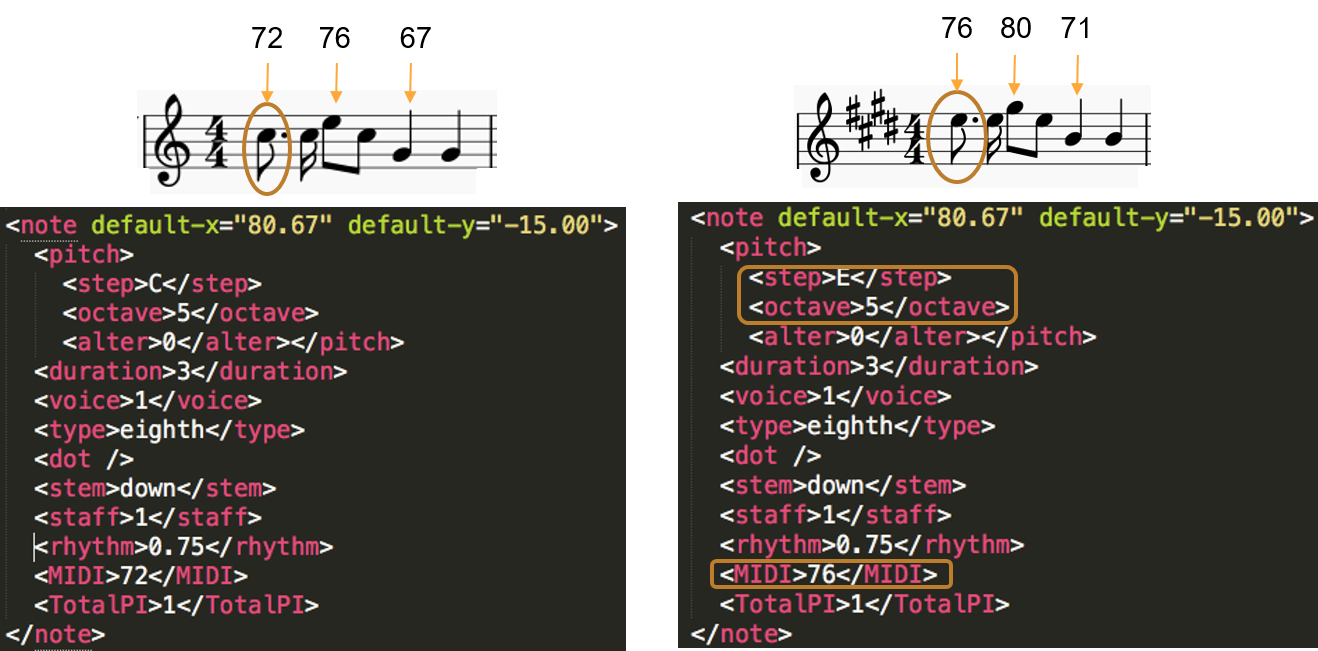 72 76 67
4
4
<note default-x="80.67" default-y="-15.00">
<pitch>
<step>C</step>
<octave>5</octave>
<alter>0</alter></pitch>
<duration>3</duration>
<voice>1</voice>
<type>eighth</type>
<dot />
<stem>down</stem>
<staff>1</staff>
<rhythm>0.75</rhythm>
<MIDI>72</MIDI>
<TotalPI>1</TotalPI>
</note>
76 80 71
4
4
<note default-x="80.67" default-y="-15.00">
<pitch>
<step>E</step>
<octave>5</octave>
<alter>0</alter></pitch>
<duration>3</duration>
<voice>1</voice>
<type>eighth</type>
<dot />
<stem>down</stem>
<staff>1</staff>
<rhythm>0.75</rhythm>
<MIDI>76</MIDI>
<TotalPI>1</TotalPI>
</note>